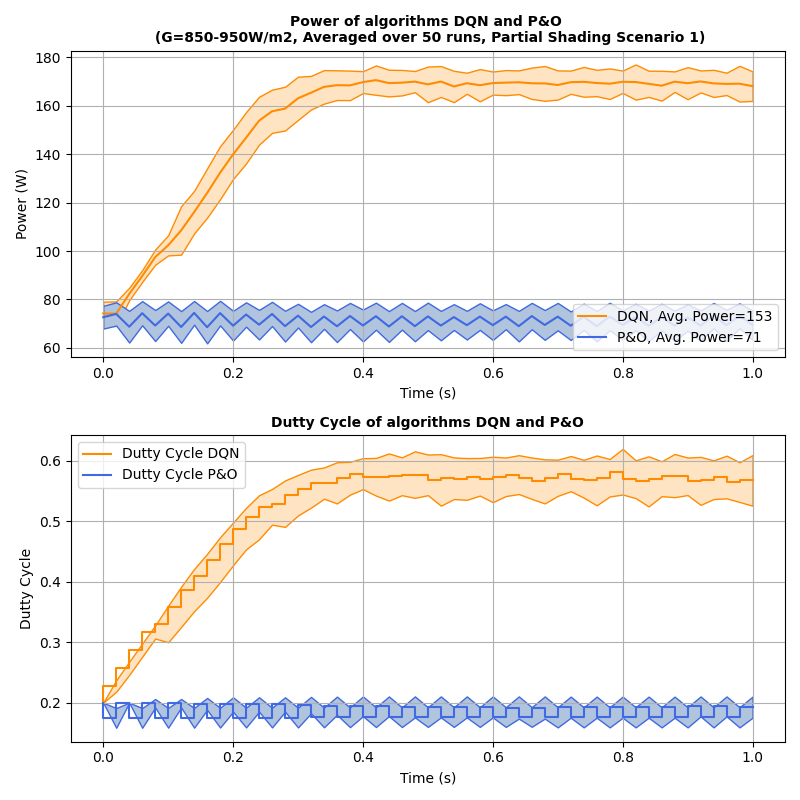 Power of algorithms DQN and P&O
(G=850-950W/m2, Averaged over 50 runs, Partial Shading Scenario 1)
180
160
140
120
100
80
60
Power (W)
DQN, Avg. Power=153
P&O, Avg. Power=71
0.0 0.2 0.4 0.6 0.8 1.0
Time (s)
Dutty Cycle of algorithms DQN and P&O
Dutty Cycle DQN
Dutty Cycle P&O
0.6
0.5
0.4
0.3
0.2
Dutty Cycle
0.0 0.2 0.4 0.6 0.8 1.0
Time (s)